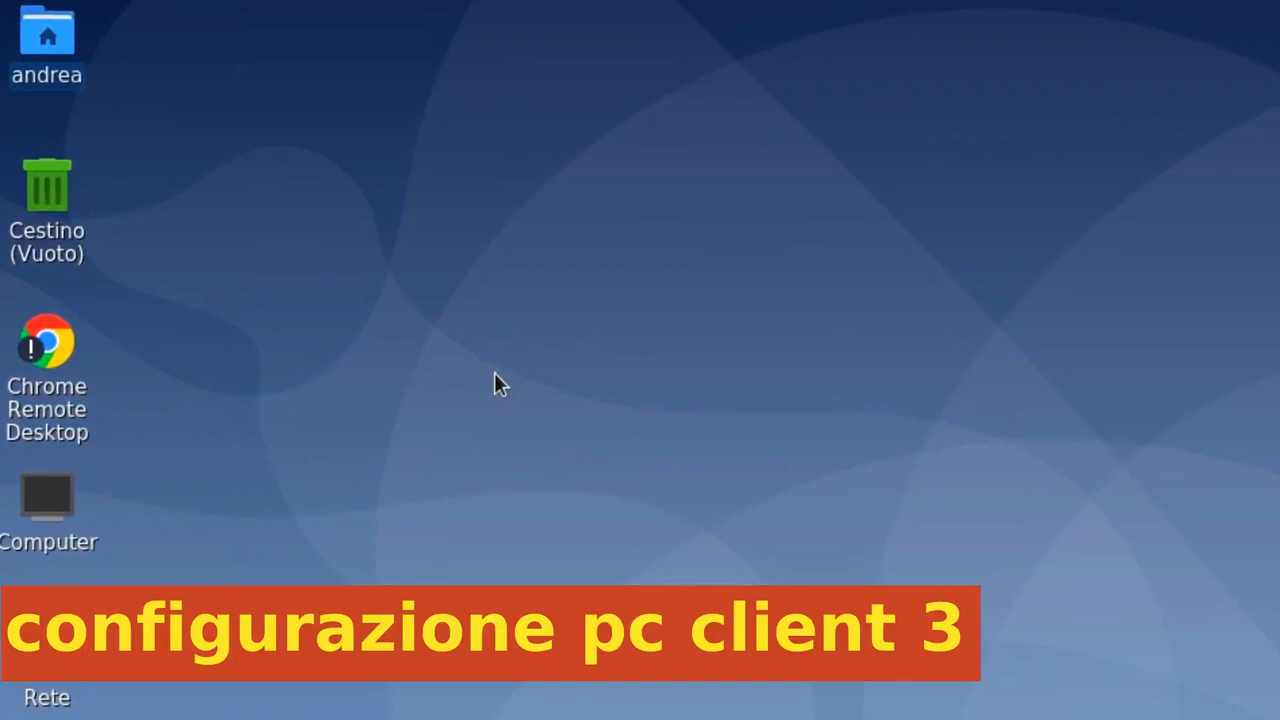 andrea
Cestino
(Vuoto)
Chrome
Remote
Desktop
Computer
configurazione pc client 3
Rete